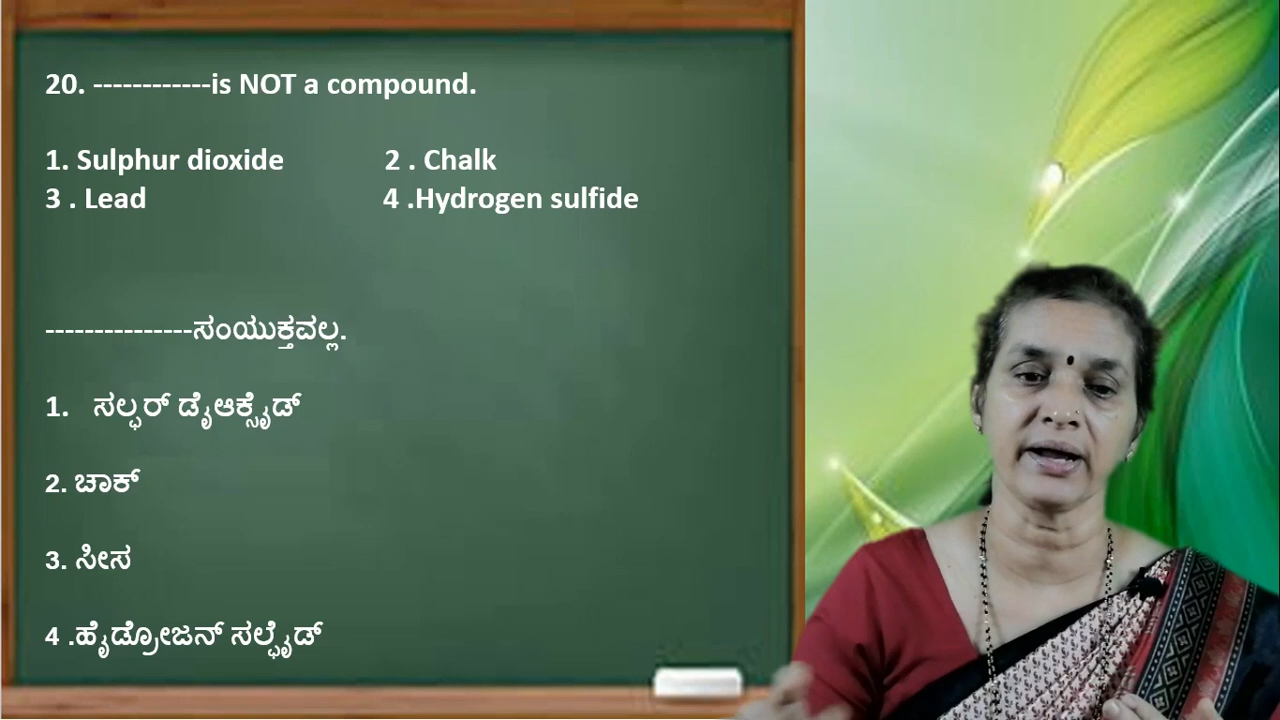 20. ------------is NOT a compound.
1. Sulphur dioxide 2 . Chalk
3 . Lead 4 .Hydrogen sulfide
---------------ಸಂಯುಕ್ತವಲ್ಲ.
1. ಸಲ್ಫರ್ ಡೈಆಕ್ಸೈಡ್
2. ಚಾಕ್
3. ಸೀಸ
4 .ಹೈಡ್ರೋಜನ್ ಸಲ್ಫೈಡ್